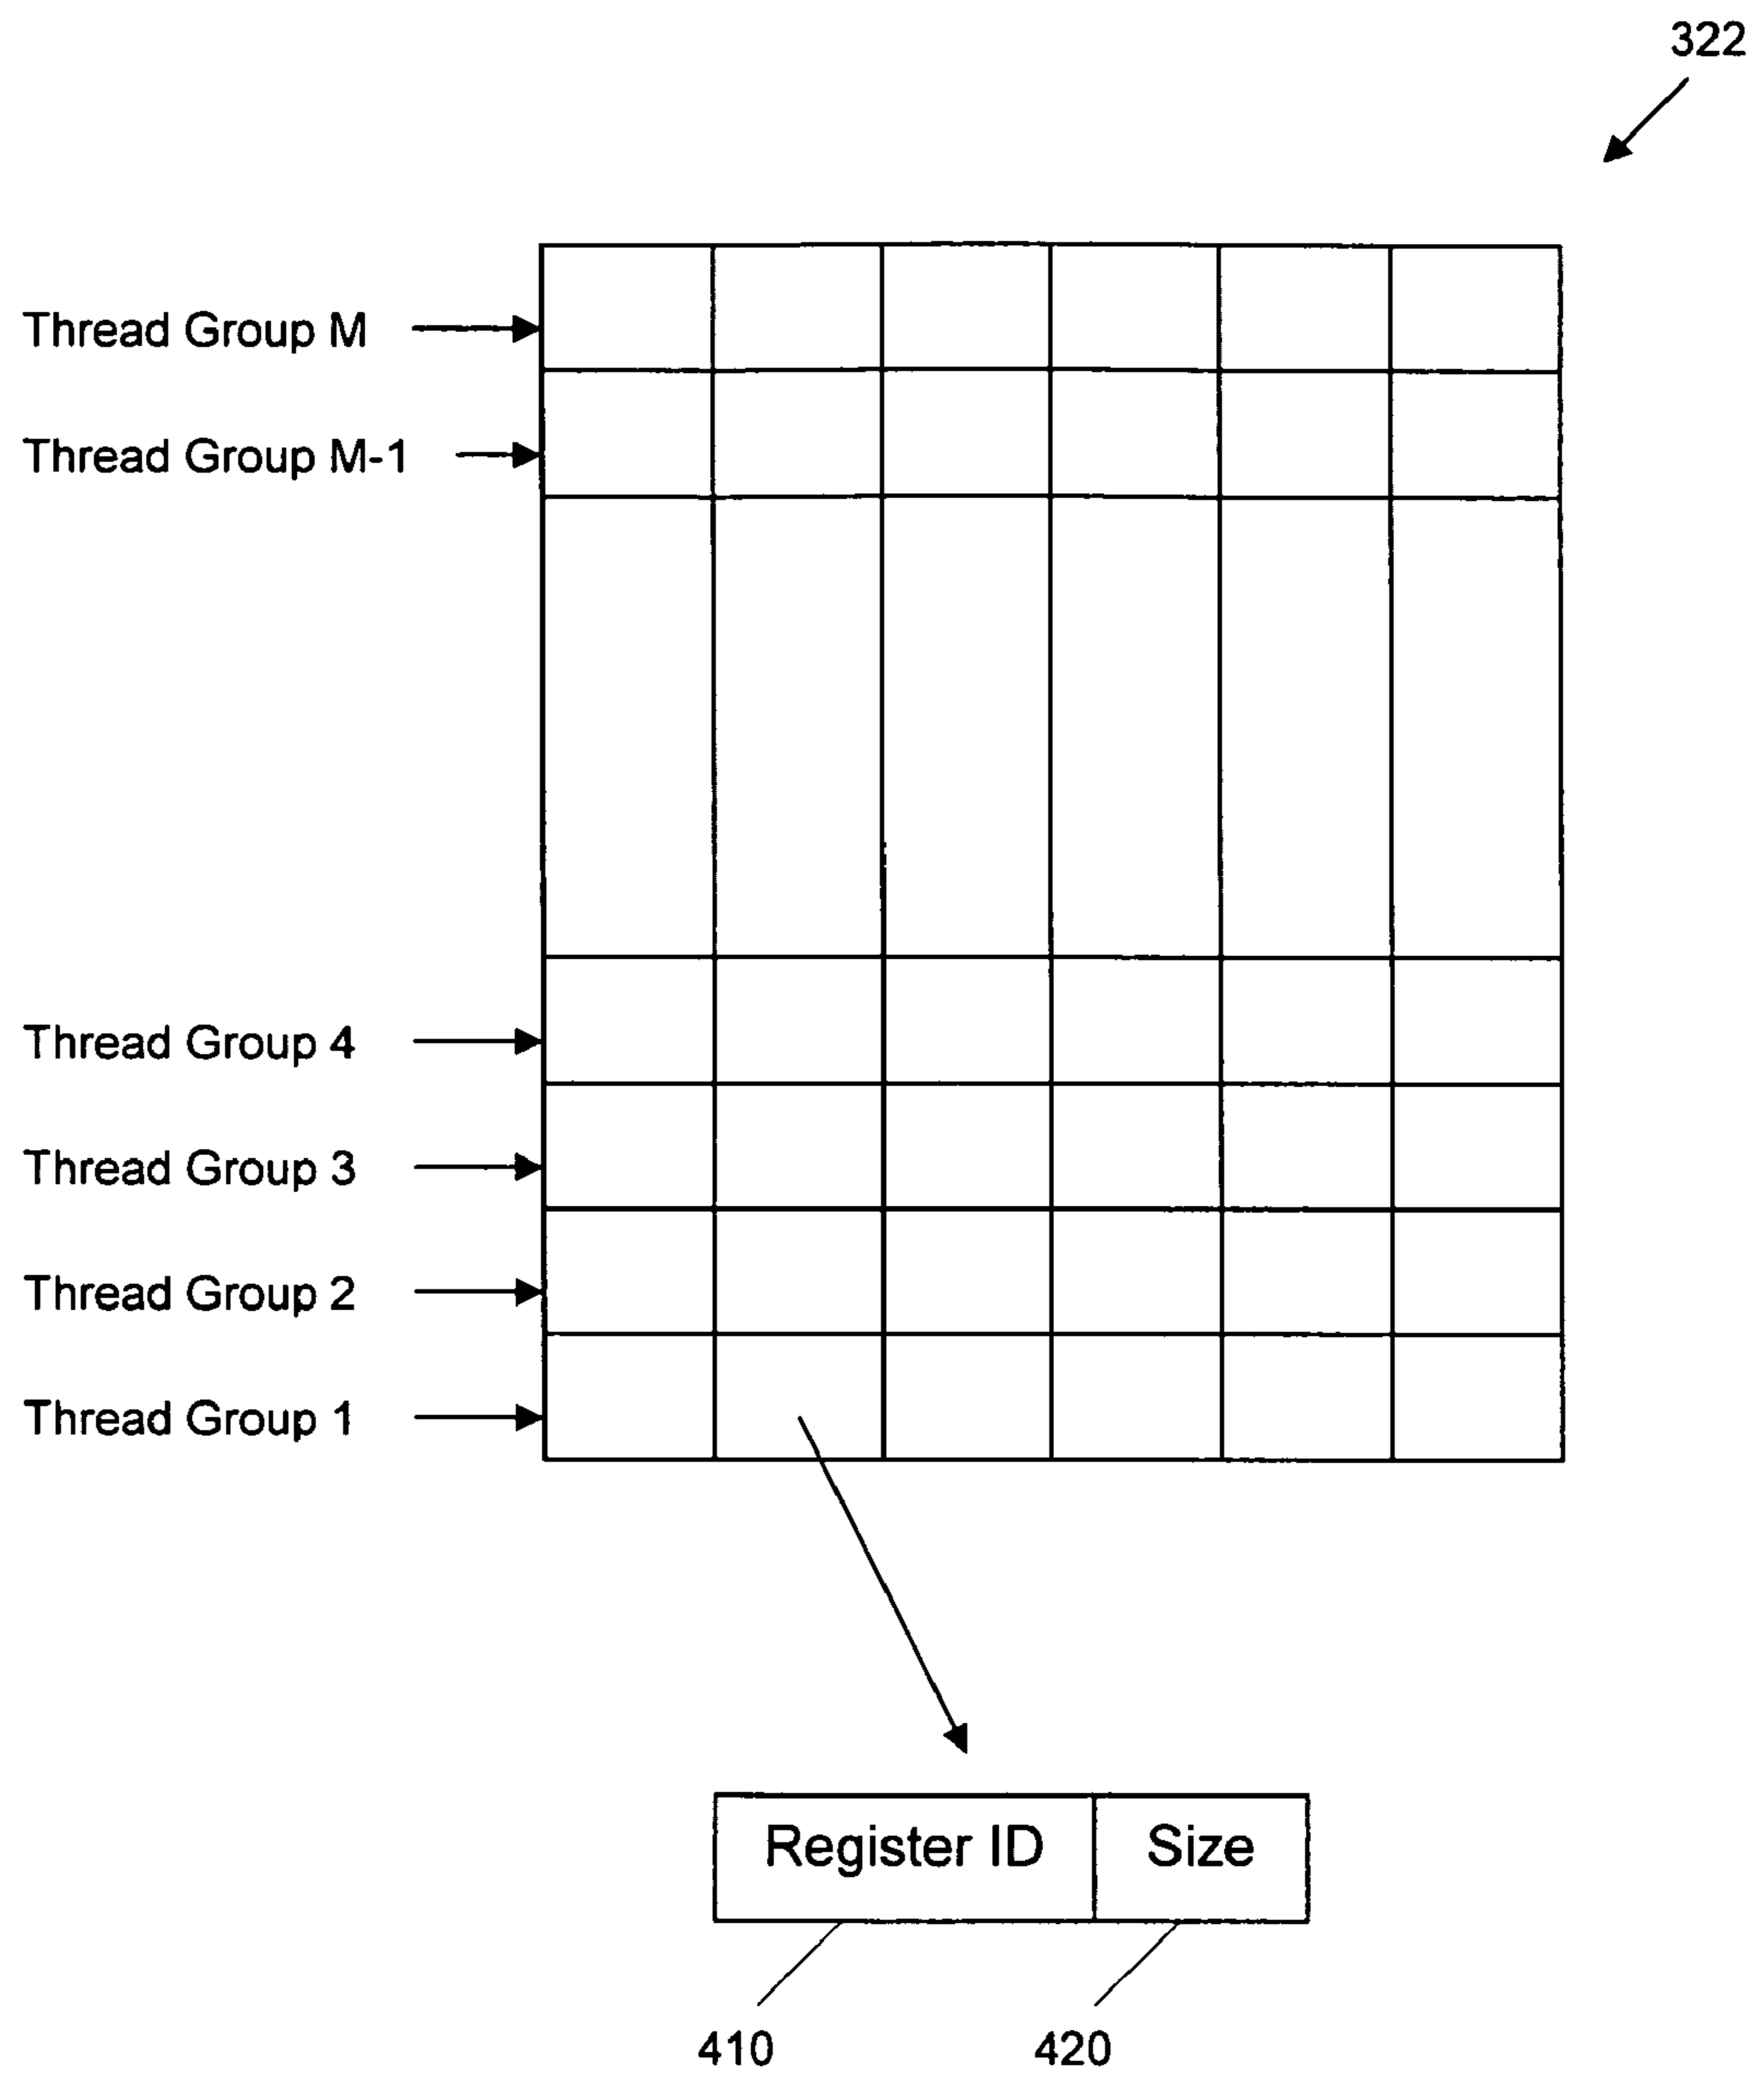 322
Thread Group M
Thread Group M-1
Thread Group 4
Thread Group 3
Thread Group 2
Thread Group 1
Register ID
Size
410
420